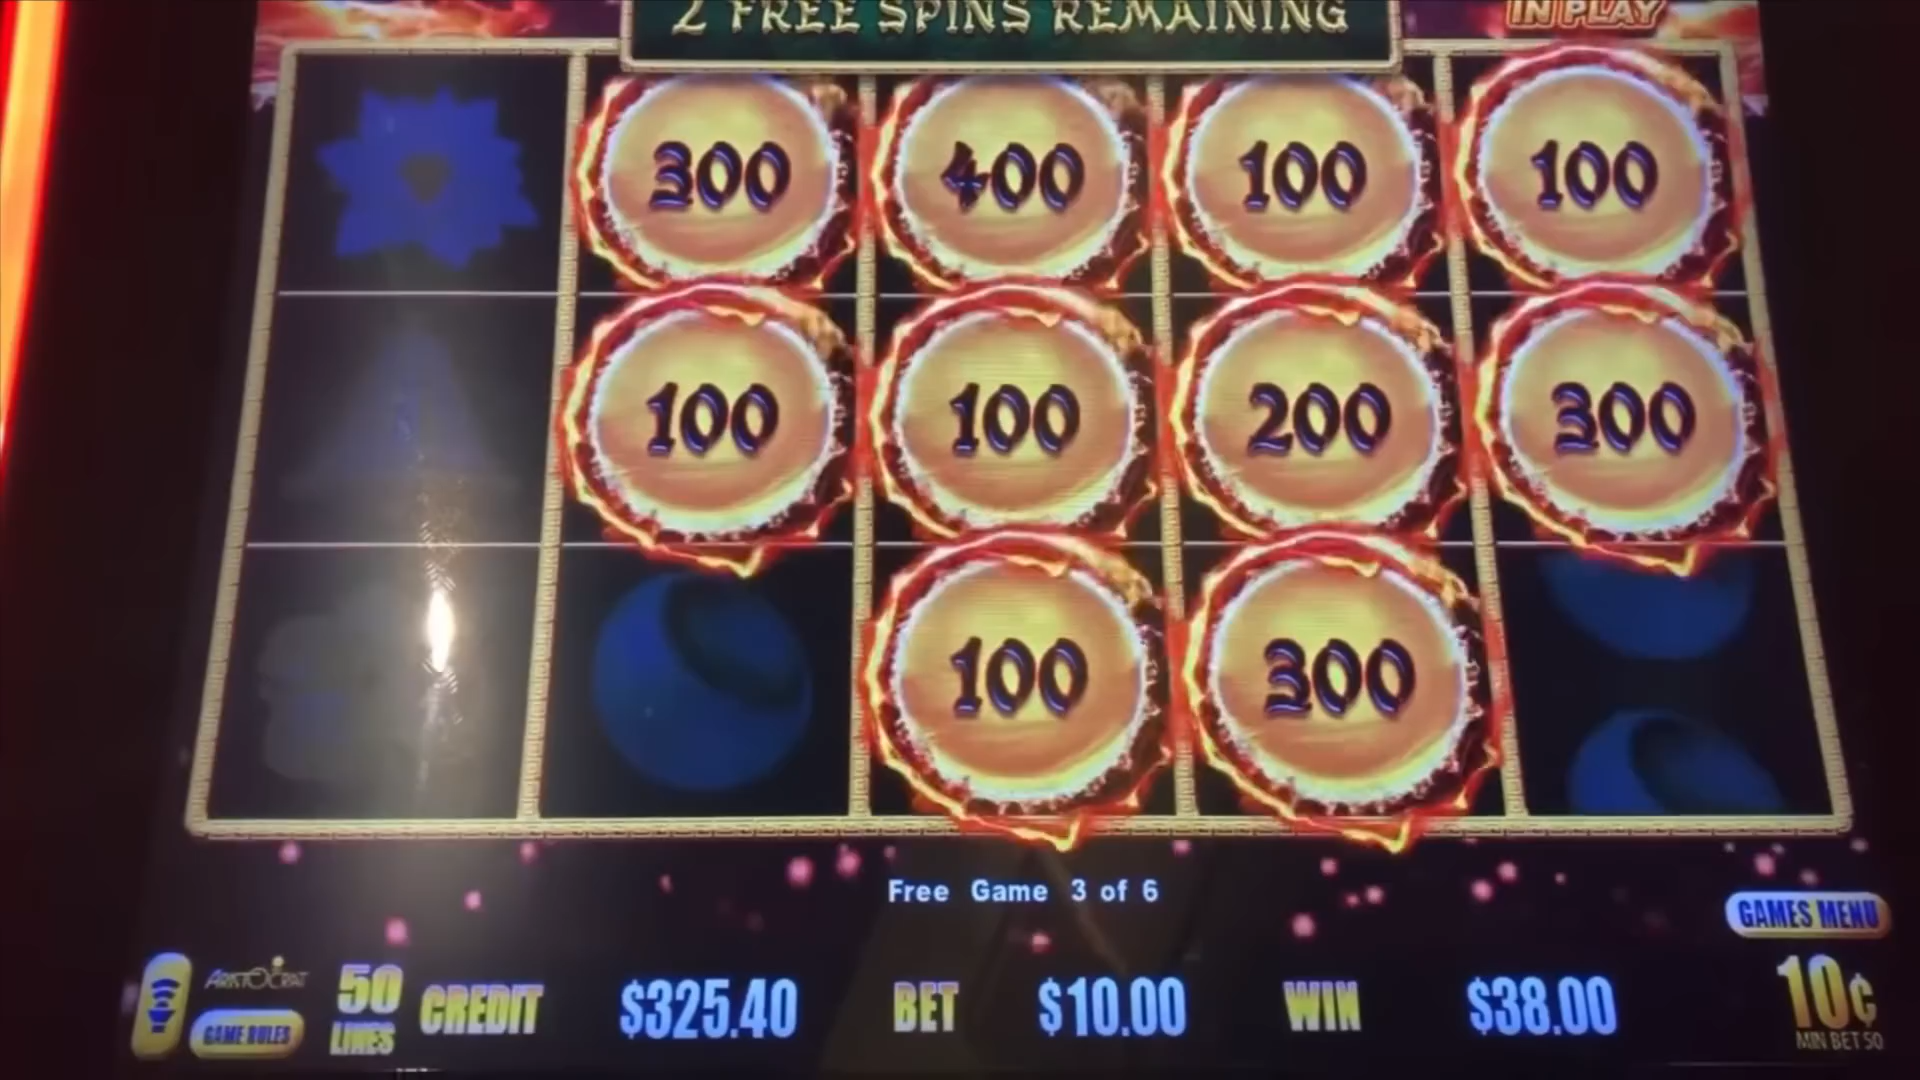 2 FREE SPINS REMAINING
IN PLAY
300 400 100 100
100 100 200 300
100 300
Free Game 3 of 6
GAMES MENU
ARISTOCRAT
GAME RULES
50
LINES
CREDIT $325.40 BET $10.00 WIN $38.00
10¢
MIN BET 50